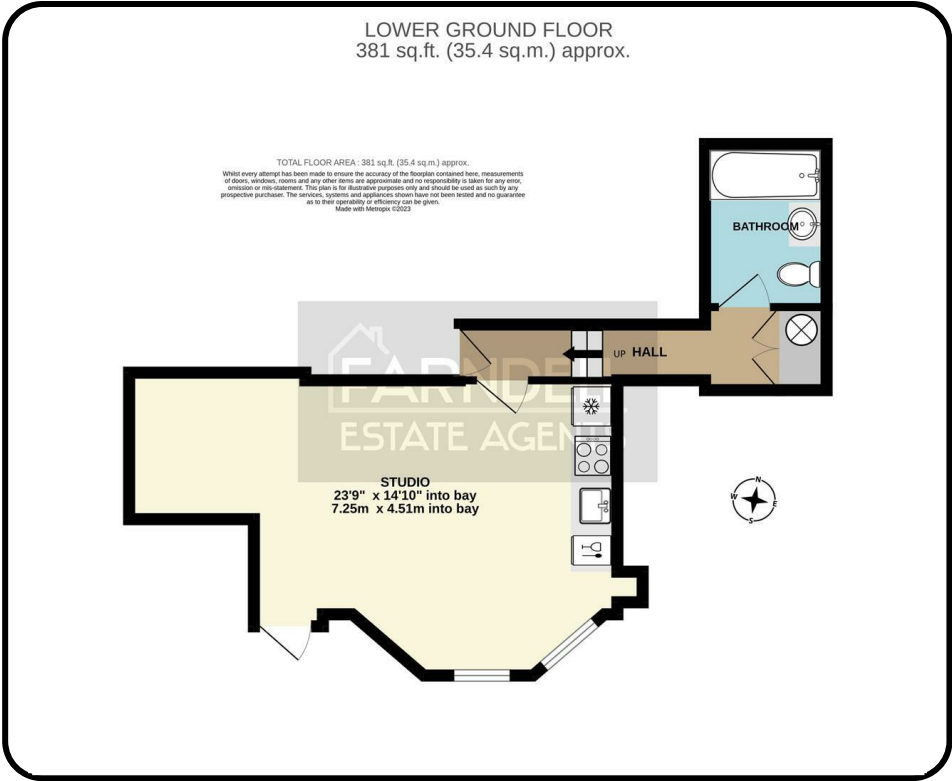 LOWER GROUND FLOOR
381 sq.ft. (35.4 sq.m.) approx.
TOTAL FLOOR AREA : 381 sq.ft. (35.4 sq.m.) approx.
Whilst every attempt has been made to ensure the accuracy of the floorplan contained here, measurements
of doors, windows, rooms and any other items are approximate and no responsibility is taken for any error,
omission or mis-statement. This plan is for illustrative purposes only and should be used as such by any
prospective purchaser. The services, systems and appliances shown have not been tested and no guarantee
as to their operability or efficiency can be given.
Made with Metropix ©2023
BATHROOM
UP HALL
FARNDELL
ESTATE AGENTS
STUDIO
23'9" x 14'10" into bay
7.25m x 4.51m into bay
N
W
E
S